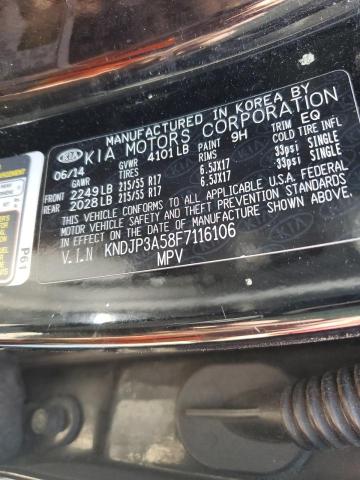 MANUFACTURED IN KOREA BY
KIA KIA MOTORS CORPORATION
06/14 GVWR 4101LB PAINT 9H TRIM EQ
TIRES RIMS COLD TIRE INFL.
FRONT 2249LB 215/55 R17 6.5JX17 33psi SINGLE
REAR 2028LB 215/55 R17 6.5JX17 33psi SINGLE
THIS VEHICLE CONFORMS TO ALL APPLICABLE U.S.A. FEDERAL
MOTOR VEHICLE SAFETY AND THEFT PREVENTION STANDARDS
IN EFFECT ON THE DATE OF MANUFACTURE SHOWN ABOVE.
V.I.N KNDJP3A58F7116106
MPV
P61